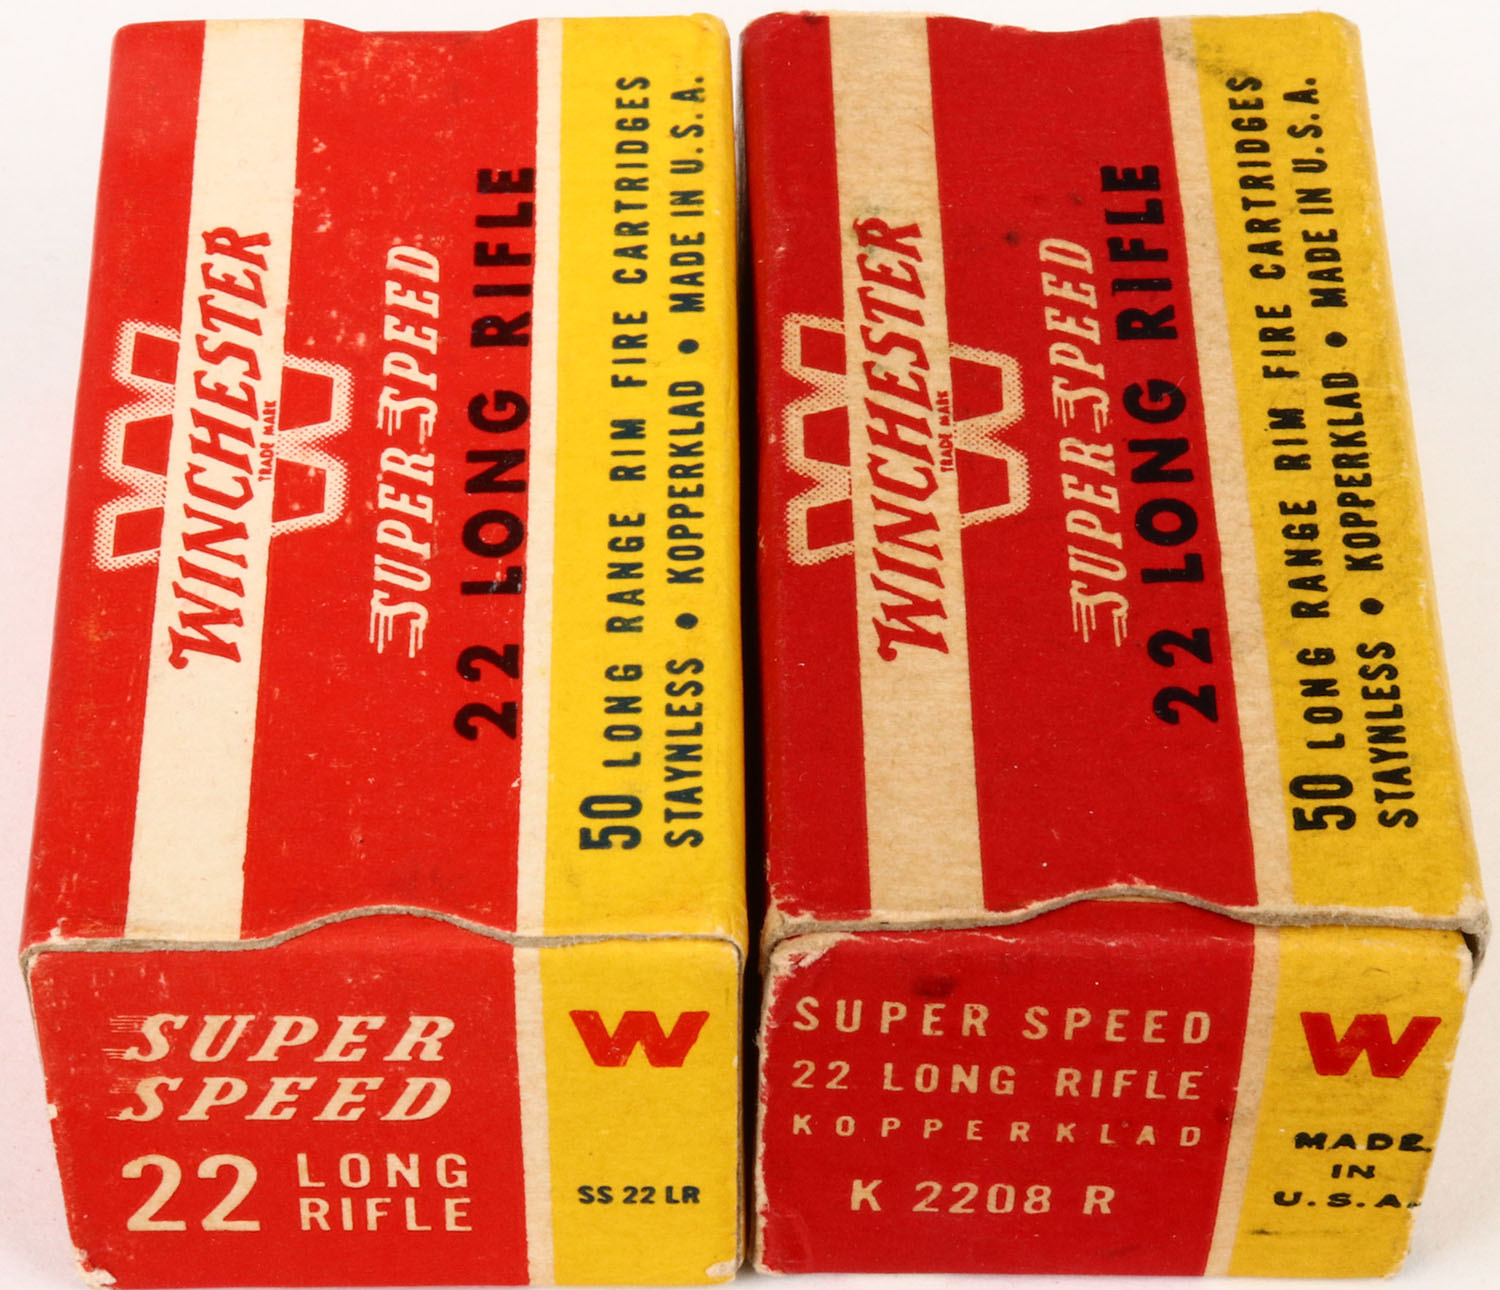 W
WINCHESTER
TRADE MARK
SUPER-SPEED
22 LONG RIFLE
50 LONG RANGE RIM FIRE CARTRIDGES
STAYNLESS • KOPPERKLAD • MADE IN U.S.A.
SUPER
SPEED
22 LONG
RIFLE
W
SS 22 LR
W
WINCHESTER
TRADE MARK
SUPER-SPEED
22 LONG RIFLE
50 LONG RANGE RIM FIRE CARTRIDGES
STAYNLESS • KOPPERKLAD • MADE IN U.S.A.
SUPER SPEED
22 LONG RIFLE
KOPPERKLAD
K 2208 R
W
MADE
IN
U.S.A.